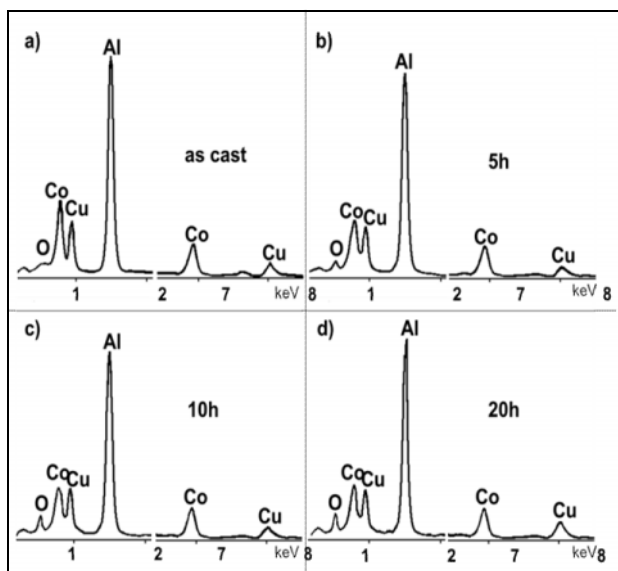 a)
Al
as cast
Co
Cu
O
Co
Cu
1
2
7
keV
8
b)
Al
5h
Co
Cu
O
Co
Cu
1
2
7
keV
8
c)
Al
10h
Co
Cu
O
Co
Cu
1
2
7
keV
8
d)
Al
20h
Co
Cu
O
Co
Cu
1
2
7
keV
8